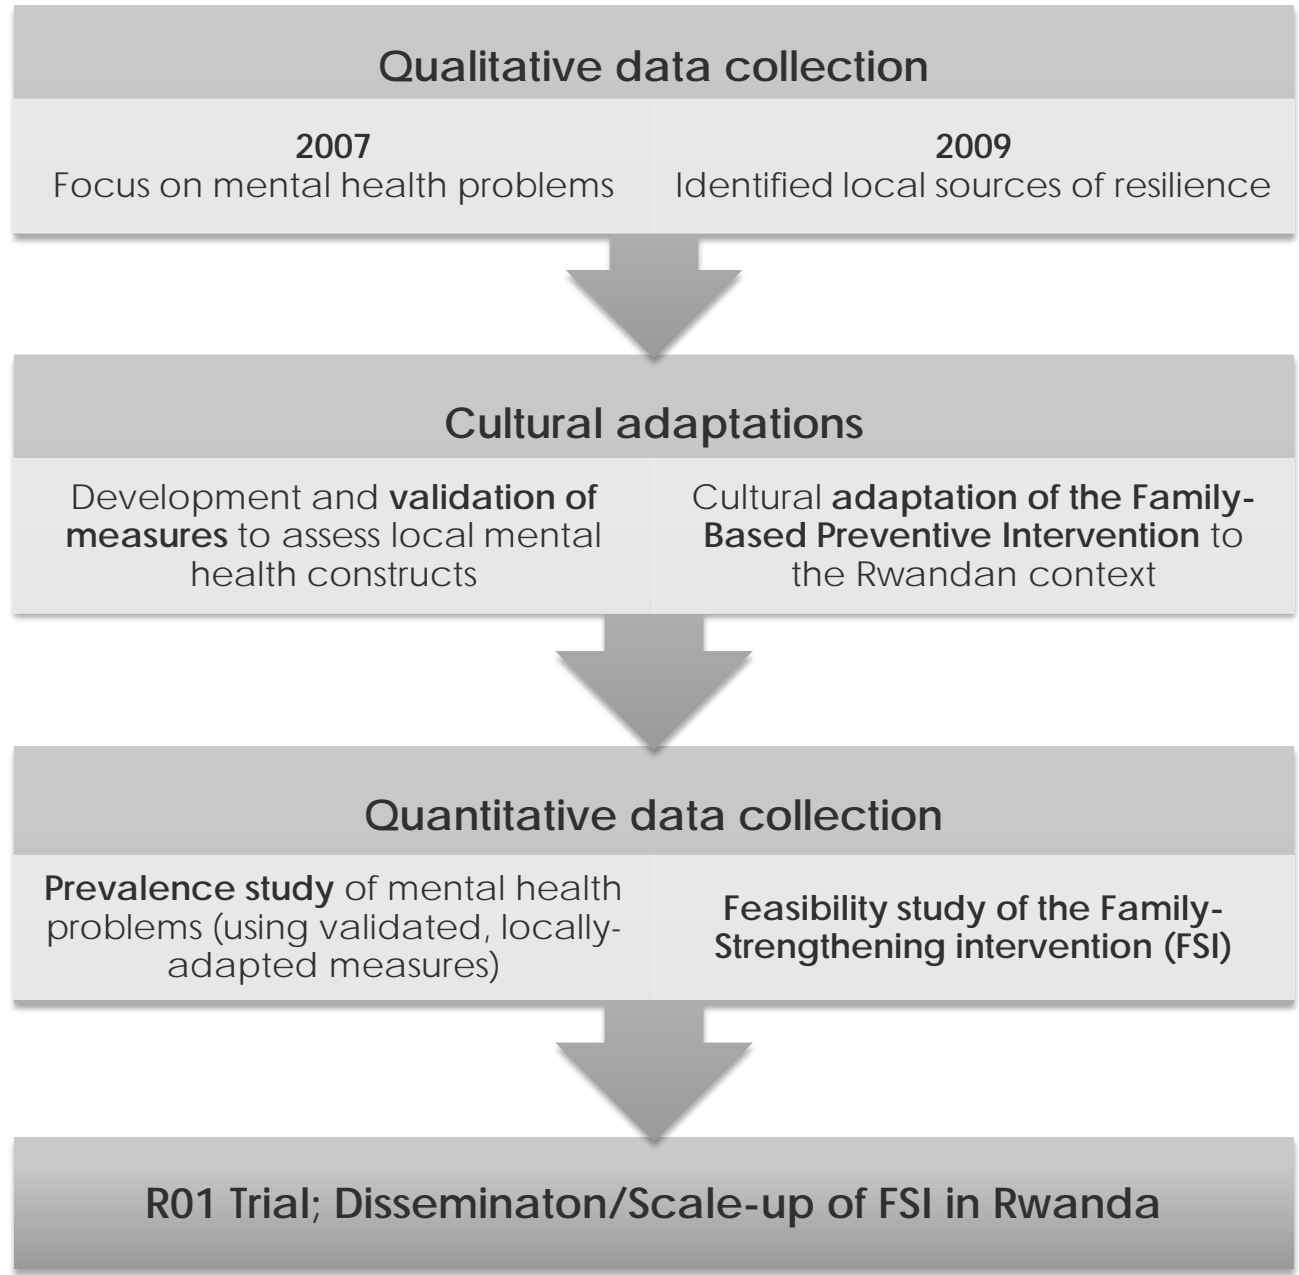 Qualitative data collection
2007
Focus on mental health problems
2009
Identified local sources of resilience
Cultural adaptations
Development and validation of
measures to assess local mental
health constructs
Cultural adaptation of the Family-
Based Preventive Intervention to
the Rwandan context
Quantitative data collection
Prevalence study of mental health
problems (using validated, locally-
adapted measures)
Feasibility study of the Family-
Strengthening intervention (FSI)
R01 Trial; Disseminaton/Scale-up of FSI in Rwanda